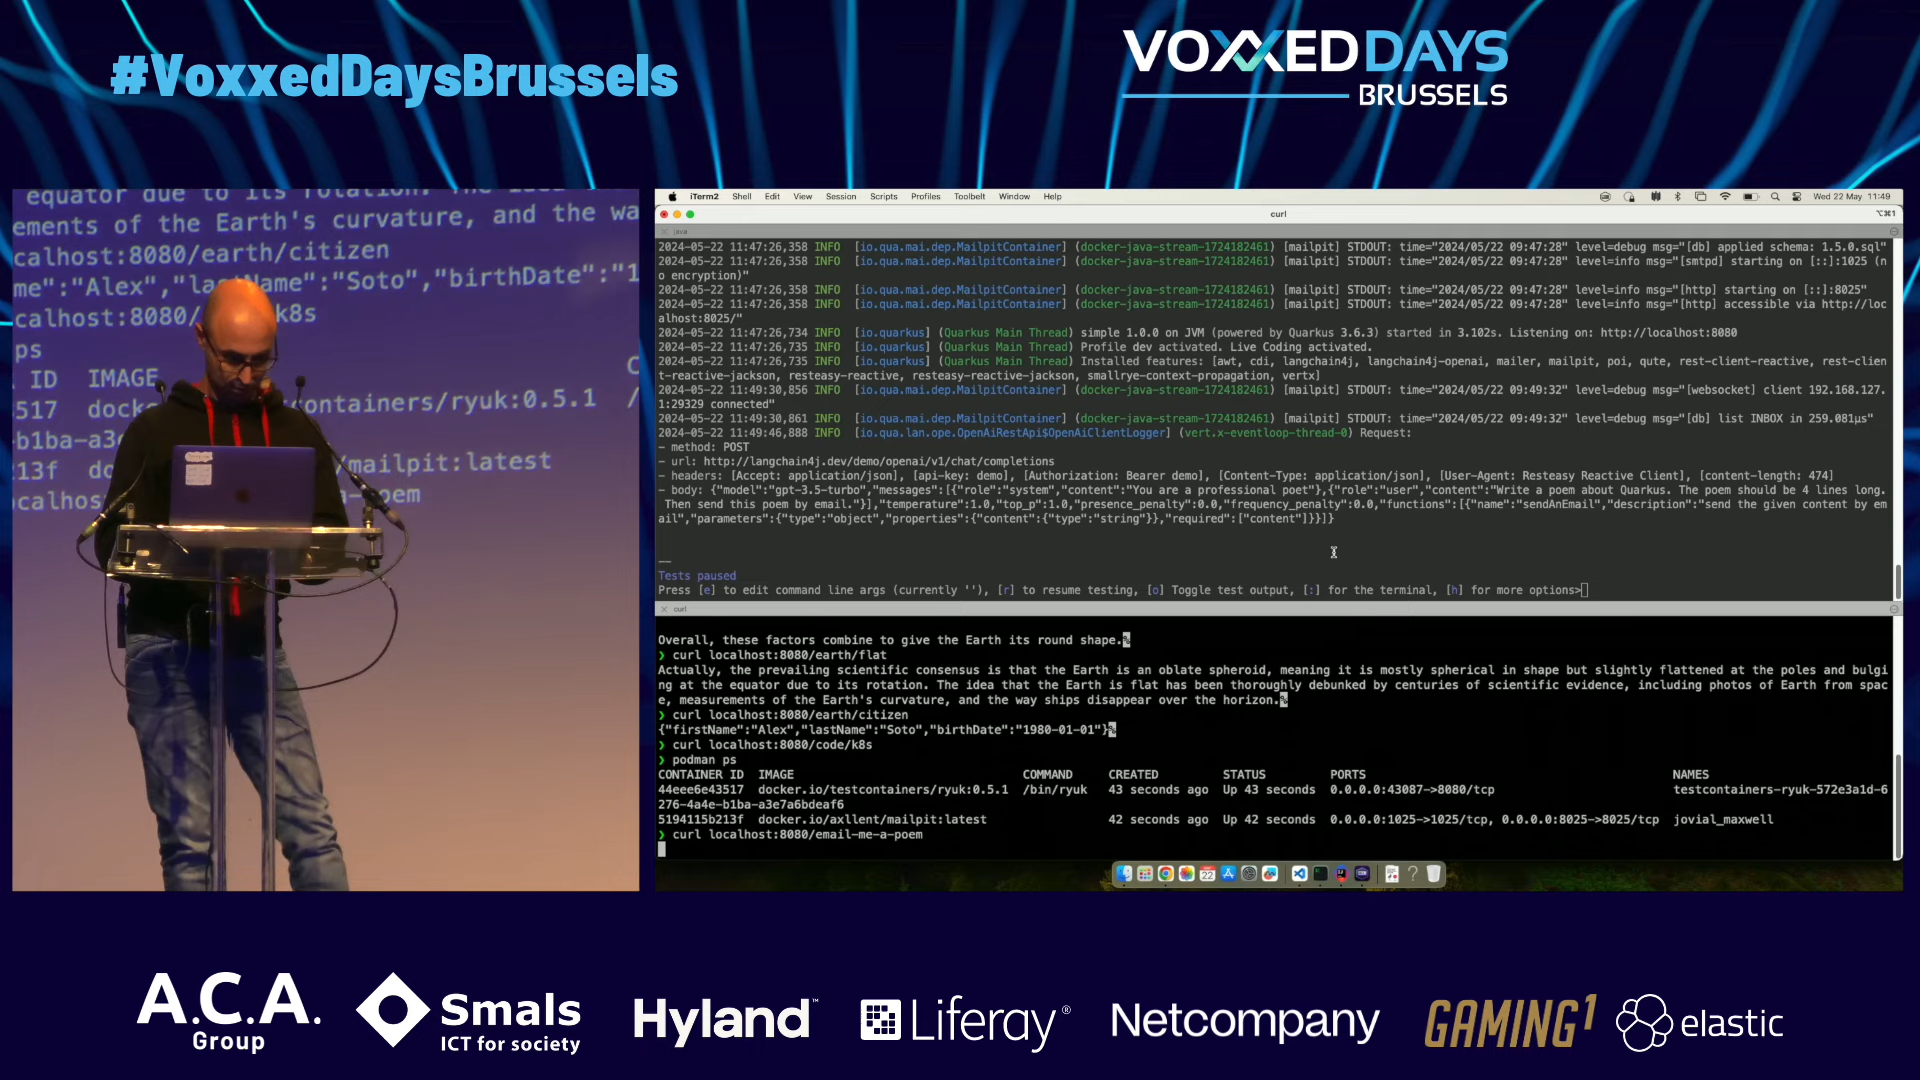 #VoxxedDaysBrussels
VOXXEDDAYS
BRUSSELS
equator due to its rotation. The idea
ements of the Earth's curvature, and the wa
calhost:8080/earth/citizen
me":"Alex","lastName":"Soto","birthDate":"1
calhost:8080/ k8s
ps
ID IMAGE C
517 docke ontainers/ryuk:0.5.1 /
-b1ba-a3e
213f do /mailpit:latest
ocalhos a-poem
iTerm2 Shell Edit View Session Scripts Profiles Toolbelt Window Help Wed 22 May 11:49
curl ⌥⌘1
java
2024-05-22 11:47:26,358 INFO [io.qua.mai.dep.MailpitContainer] (docker-java-stream-1724182461) [mailpit] STDOUT: time="2024/05/22 09:47:28" level=debug msg="[db] applied schema: 1.5.0.sql"
2024-05-22 11:47:26,358 INFO [io.qua.mai.dep.MailpitContainer] (docker-java-stream-1724182461) [mailpit] STDOUT: time="2024/05/22 09:47:28" level=info msg="[smtpd] starting on [::]:1025 (n
o encryption)"
2024-05-22 11:47:26,358 INFO [io.qua.mai.dep.MailpitContainer] (docker-java-stream-1724182461) [mailpit] STDOUT: time="2024/05/22 09:47:28" level=info msg="[http] starting on [::]:8025"
2024-05-22 11:47:26,358 INFO [io.qua.mai.dep.MailpitContainer] (docker-java-stream-1724182461) [mailpit] STDOUT: time="2024/05/22 09:47:28" level=info msg="[http] accessible via http://loc
alhost:8025/"
2024-05-22 11:47:26,734 INFO [io.quarkus] (Quarkus Main Thread) simple 1.0.0 on JVM (powered by Quarkus 3.6.3) started in 3.102s. Listening on: http://localhost:8080
2024-05-22 11:47:26,735 INFO [io.quarkus] (Quarkus Main Thread) Profile dev activated. Live Coding activated.
2024-05-22 11:47:26,735 INFO [io.quarkus] (Quarkus Main Thread) Installed features: [awt, cdi, langchain4j, langchain4j-openai, mailer, mailpit, poi, qute, rest-client-reactive, rest-clien
t-reactive-jackson, resteasy-reactive, resteasy-reactive-jackson, smallrye-context-propagation, vertx]
2024-05-22 11:49:30,856 INFO [io.qua.mai.dep.MailpitContainer] (docker-java-stream-1724182461) [mailpit] STDOUT: time="2024/05/22 09:49:32" level=debug msg="[websocket] client 192.168.127.
1:29329 connected"
2024-05-22 11:49:30,861 INFO [io.qua.mai.dep.MailpitContainer] (docker-java-stream-1724182461) [mailpit] STDOUT: time="2024/05/22 09:49:32" level=debug msg="[db] list INBOX in 259.081µs"
2024-05-22 11:49:46,888 INFO [io.qua.lan.ope.OpenAiRestApi$OpenAiClientLogger] (vert.x-eventloop-thread-0) Request:
- method: POST
- url: http://langchain4j.dev/demo/openai/v1/chat/completions
- headers: [Accept: application/json], [api-key: demo], [Authorization: Bearer demo], [Content-Type: application/json], [User-Agent: Resteasy Reactive Client], [content-length: 474]
- body: {"model":"gpt-3.5-turbo","messages":[{"role":"system","content":"You are a professional poet"},{"role":"user","content":"Write a poem about Quarkus. The poem should be 4 lines long.
Then send this poem by email."}],"temperature":1.0,"top_p":1.0,"presence_penalty":0.0,"frequency_penalty":0.0,"functions":[{"name":"sendAnEmail","description":"send the given content by em
ail","parameters":{"type":"object","properties":{"content":{"type":"string"}},"required":["content"]}}]}
--
Tests paused
Press [e] to edit command line args (currently ''), [r] to resume testing, [o] Toggle test output, [:] for the terminal, [h] for more options>
curl
Overall, these factors combine to give the Earth its round shape.%
❯ curl localhost:8080/earth/flat
Actually, the prevailing scientific consensus is that the Earth is an oblate spheroid, meaning it is mostly spherical in shape but slightly flattened at the poles and bulgi
ng at the equator due to its rotation. The idea that the Earth is flat has been thoroughly debunked by centuries of scientific evidence, including photos of Earth from spac
e, measurements of the Earth's curvature, and the way ships disappear over the horizon.%
❯ curl localhost:8080/earth/citizen
{"firstName":"Alex","lastName":"Soto","birthDate":"1980-01-01"}%
❯ curl localhost:8080/code/k8s
❯ podman ps
CONTAINER ID IMAGE COMMAND CREATED STATUS PORTS NAMES
44eee6e43517 docker.io/testcontainers/ryuk:0.5.1 /bin/ryuk 43 seconds ago Up 43 seconds 0.0.0.0:43087->8080/tcp testcontainers-ryuk-572e3a1d-6
276-4a4e-b1ba-a3e7a6bdeaf6
5194115b213f docker.io/axllent/mailpit:latest 42 seconds ago Up 42 seconds 0.0.0.0:1025->1025/tcp, 0.0.0.0:8025->8025/tcp jovial_maxwell
❯ curl localhost:8080/email-me-a-poem
A.C.A.
Group
Smals
ICT for society
Hyland™
Liferay®
Netcompany
GAMING1
elastic